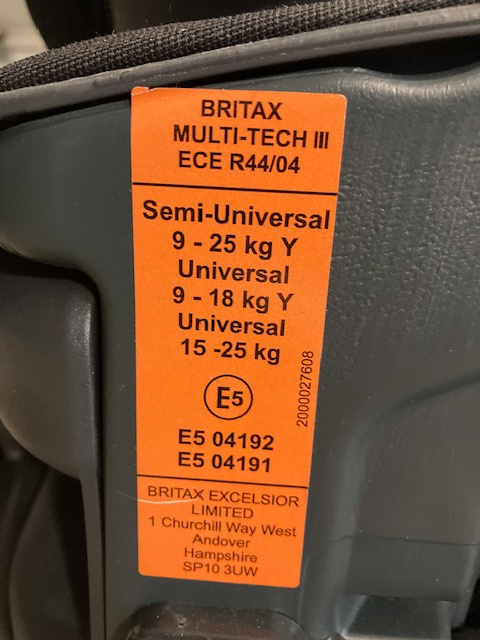 BRITAX
MULTI-TECH III
ECE R44/04
Semi-Universal
9 - 25 kg Y
Universal
9 - 18 kg Y
Universal
15 -25 kg
E5
2000027608
E5 04192
E5 04191
BRITAX EXCELSIOR
LIMITED
1 Churchill Way West
Andover
Hampshire
SP10 3UW